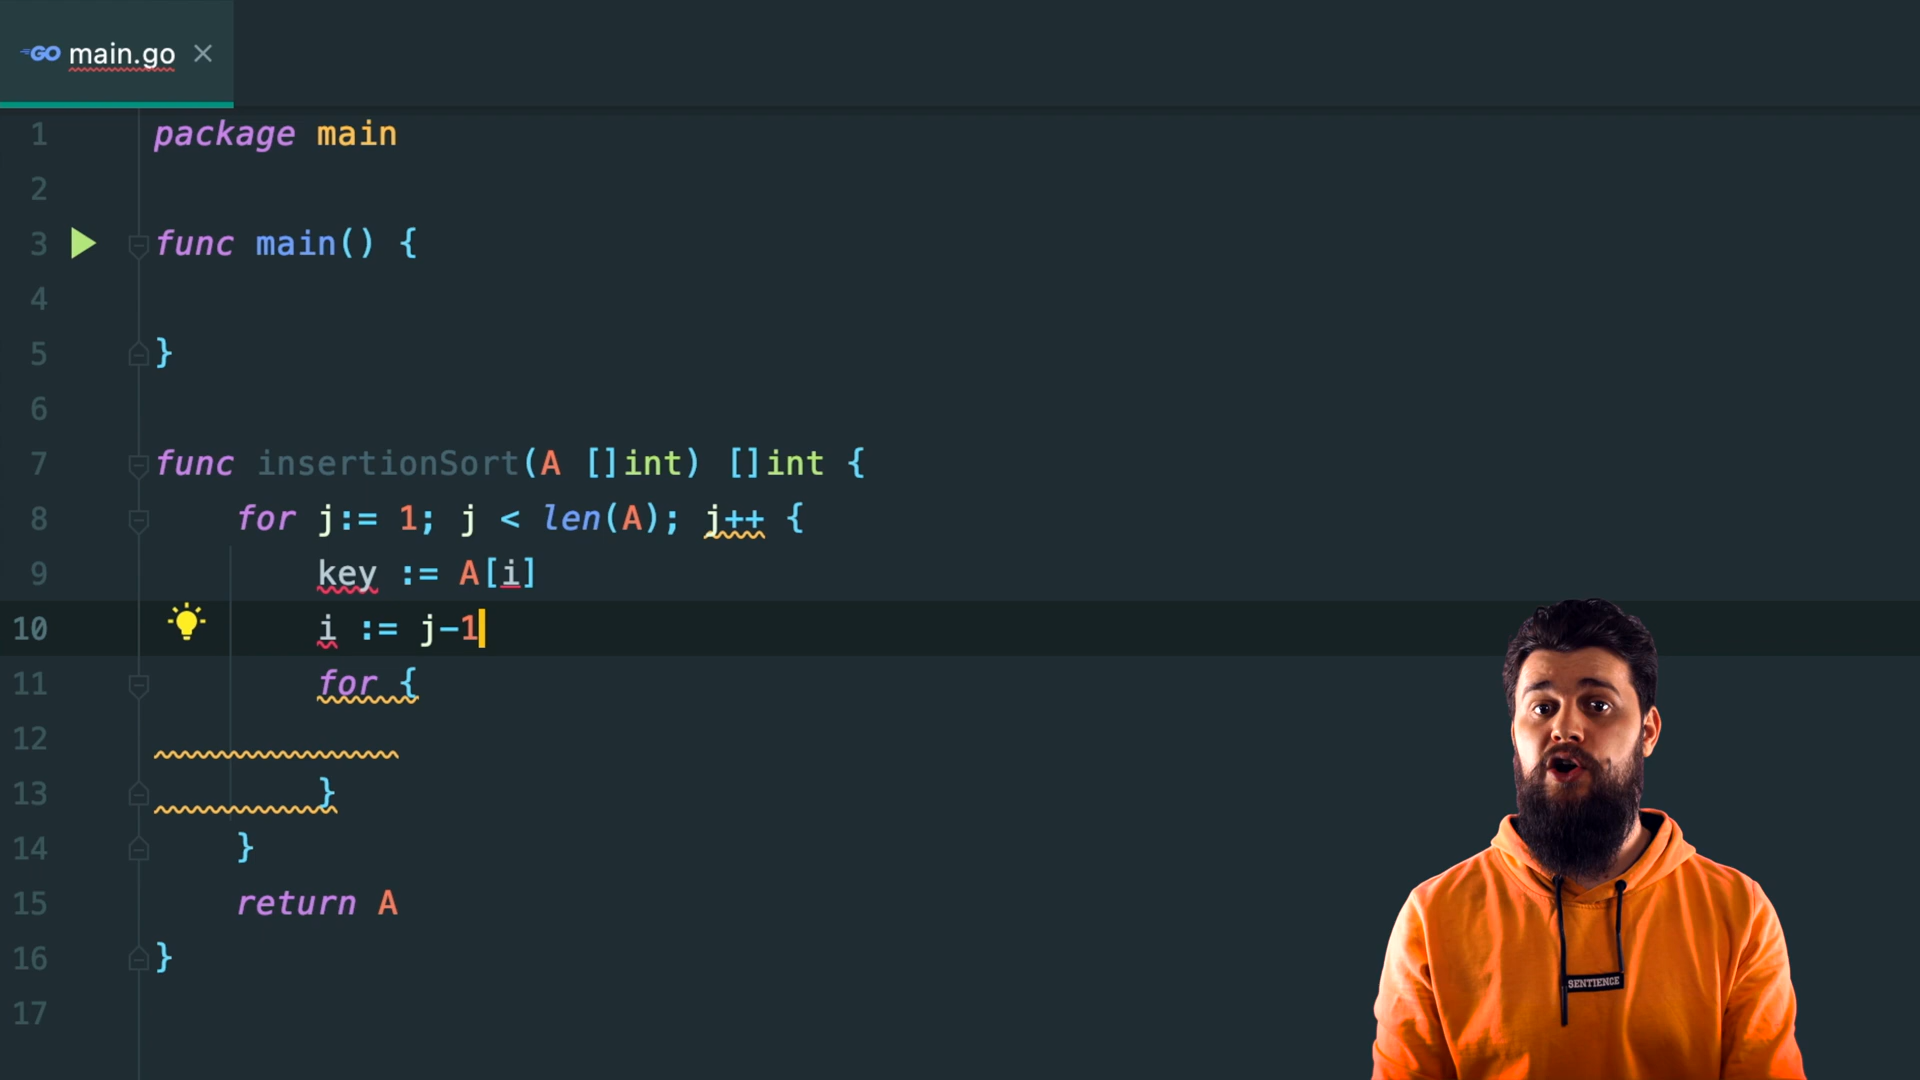 GO main.go ×
1 package main
2
3 func main() {
4
5 }
6
7 func insertionSort(A []int) []int {
8 for j:= 1; j < len(A); j++ {
9 key := A[i]
10 i := j-1
11 for {
12
13 }
14 }
15 return A
16 }
17
SENTIENCE